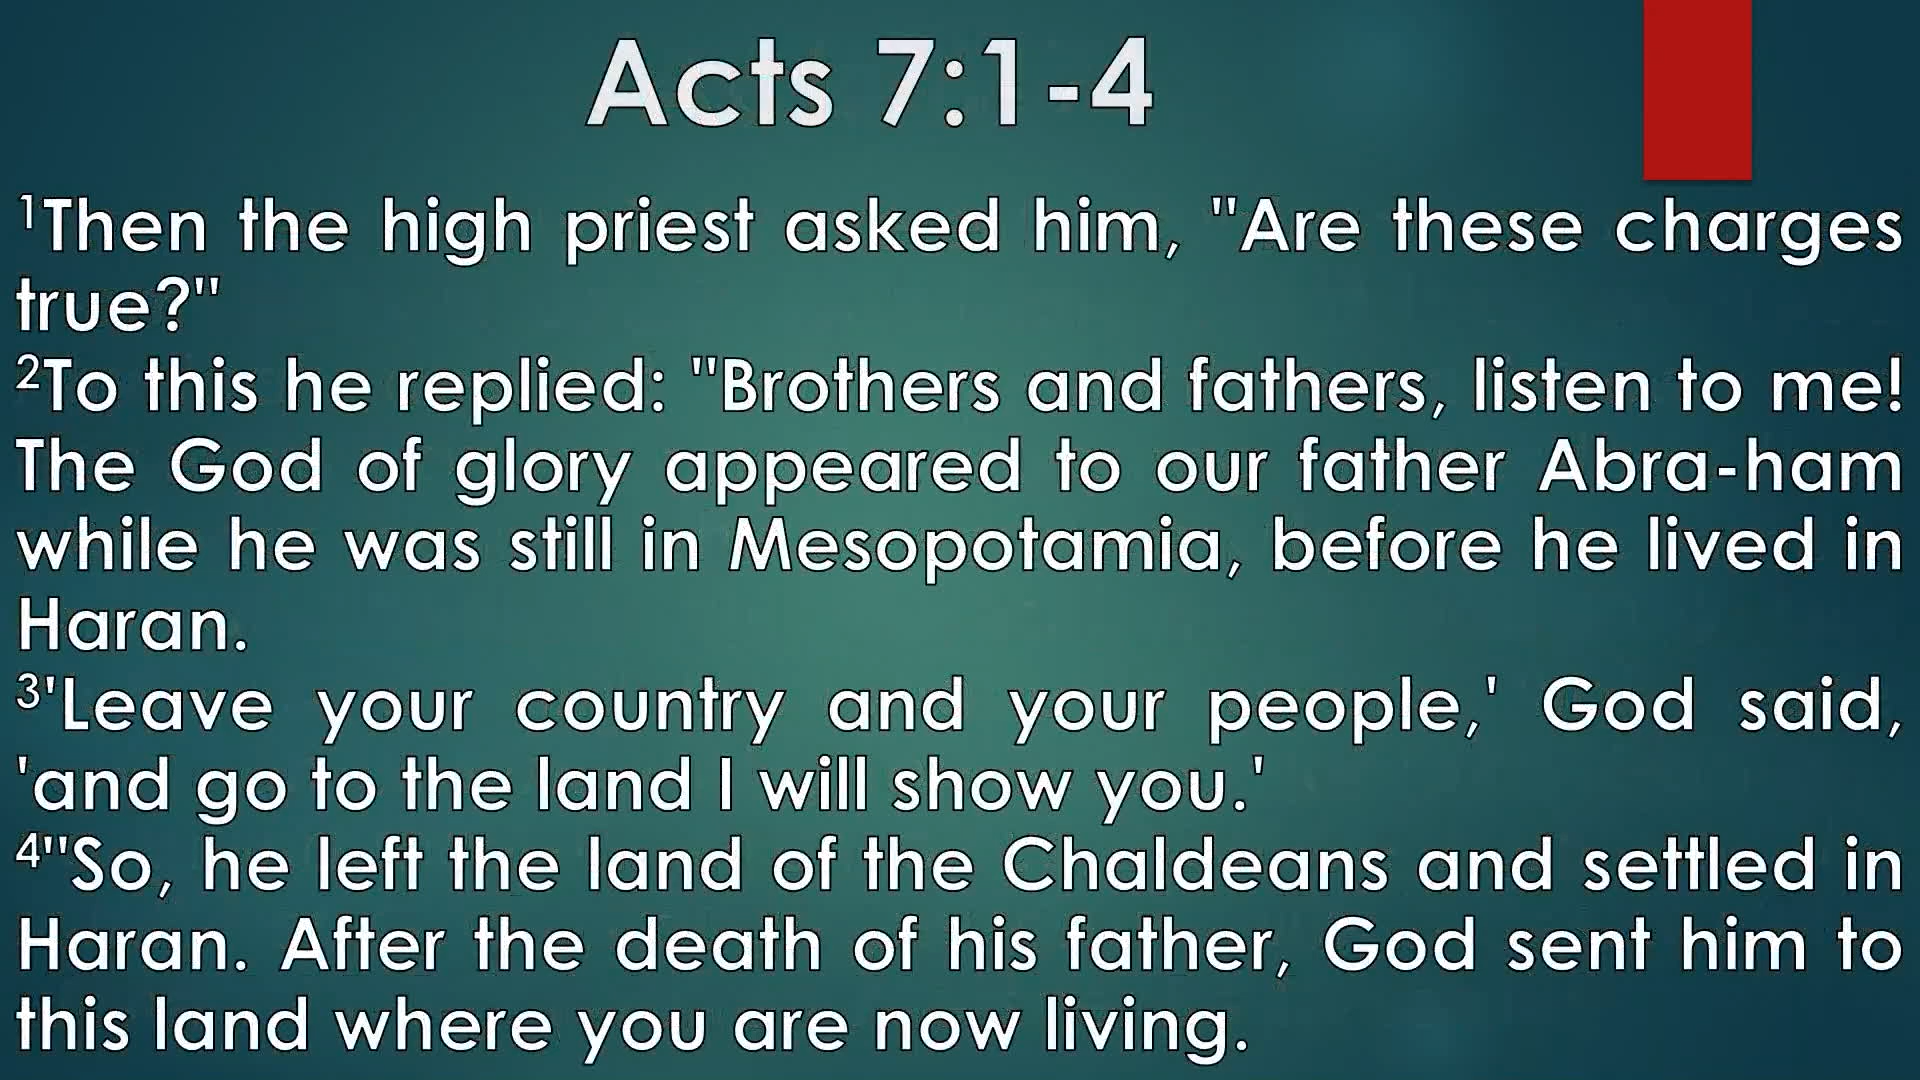 Acts 7:1-4
¹Then the high priest asked him, "Are these charges
true?"
²To this he replied: "Brothers and fathers, listen to me!
The God of glory appeared to our father Abra-ham
while he was still in Mesopotamia, before he lived in
Haran.
³'Leave your country and your people,' God said,
'and go to the land I will show you.'
⁴"So, he left the land of the Chaldeans and settled in
Haran. After the death of his father, God sent him to
this land where you are now living.